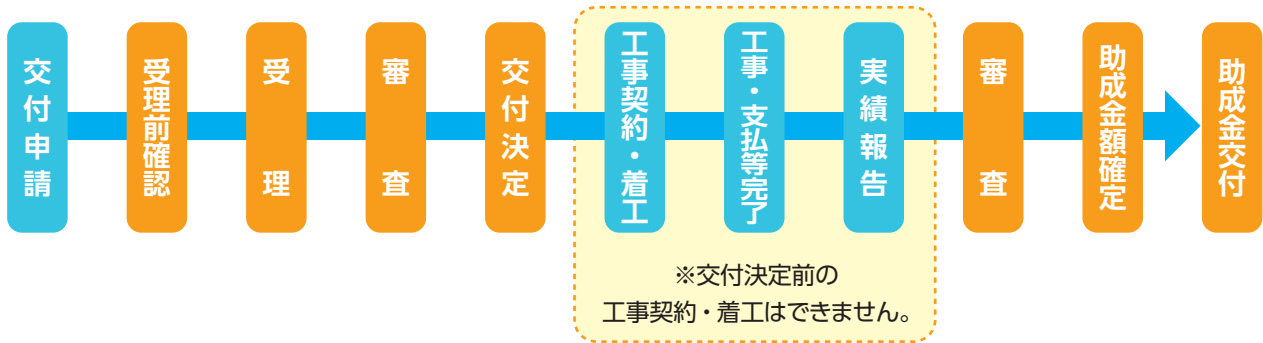 交付申請
受理前確認
受理
審査
交付決定
工事契約・着工
工事・支払等完了
実績報告
審査
助成金額確定
助成金交付
※交付決定前の
工事契約・着工はできません。